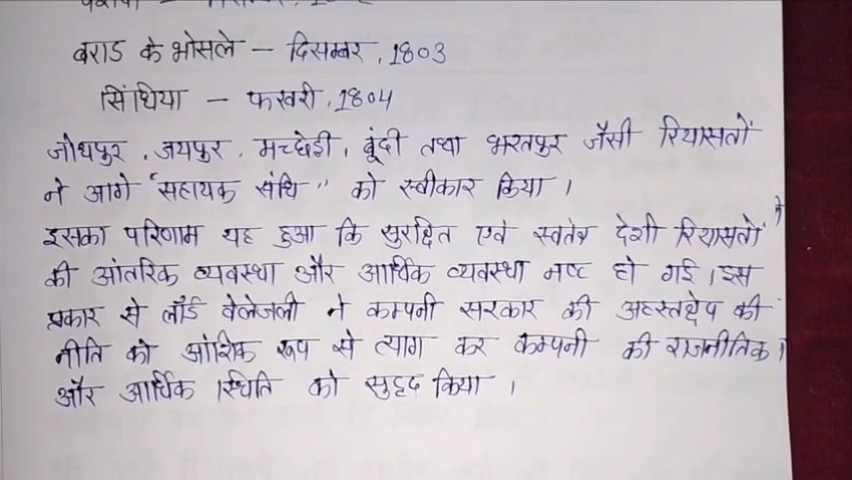 बराड के भोसले – दिसम्बर, 1803
सिंधिया – फरवरी, 1804
जोधपुर, जयपुर, मच्छेड़ी, बूंदी तथा भरतपुर जैसी रियासतों
ने आगे "सहायक संधि" को स्वीकार किया।
इसका परिणाम यह हुआ कि सुरक्षित एवं स्वतंत्र देशी रियासतों
की आंतरिक व्यवस्था और आर्थिक व्यवस्था नष्ट हो गई। इस
प्रकार से लॉर्ड वेलेजली ने कम्पनी सरकार की अहस्तक्षेप की
नीति को आंशिक रूप से त्याग कर कम्पनी की राजनीतिक
और आर्थिक स्थिति को सुदृढ किया।